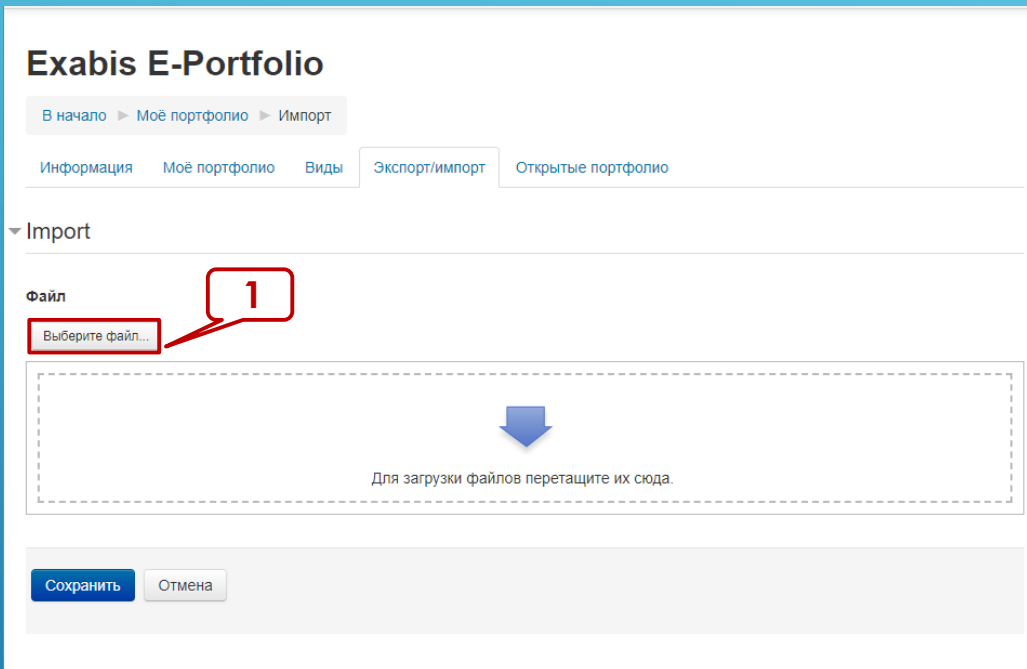 Exabis E-Portfolio
В начало ▶ Моё портфолио ▶ Импорт
Информация Моё портфолио Виды Экспорт/импорт Открытые портфолио
Import
Файл
1
Выберите файл...
Для загрузки файлов перетащите их сюда.
Сохранить Отмена